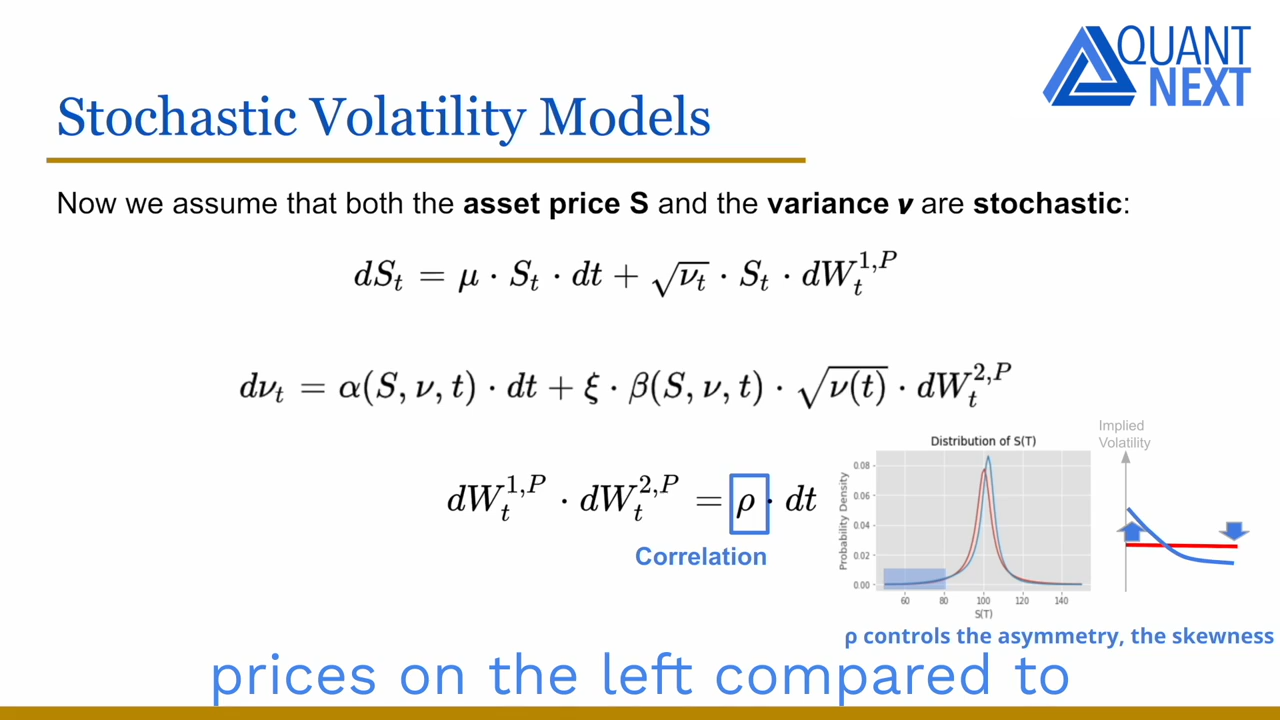 QUANT
NEXT
Stochastic Volatility Models
Now we assume that both the asset price S and the variance ν are stochastic:
dS_t = μ · S_t · dt + √ν_t · S_t · dW_t^{1,P}
dν_t = α(S, ν, t) · dt + ξ · β(S, ν, t) · √ν(t) · dW_t^{2,P}
dW_t^{1,P} · dW_t^{2,P} = ρ · dt
Correlation
Distribution of S(T)
Probability Density
0.08
0.06
0.04
0.02
0.00
60 80 100 120 140
S(T)
Implied
Volatility
ρ controls the asymmetry, the skewness
prices on the left compared to